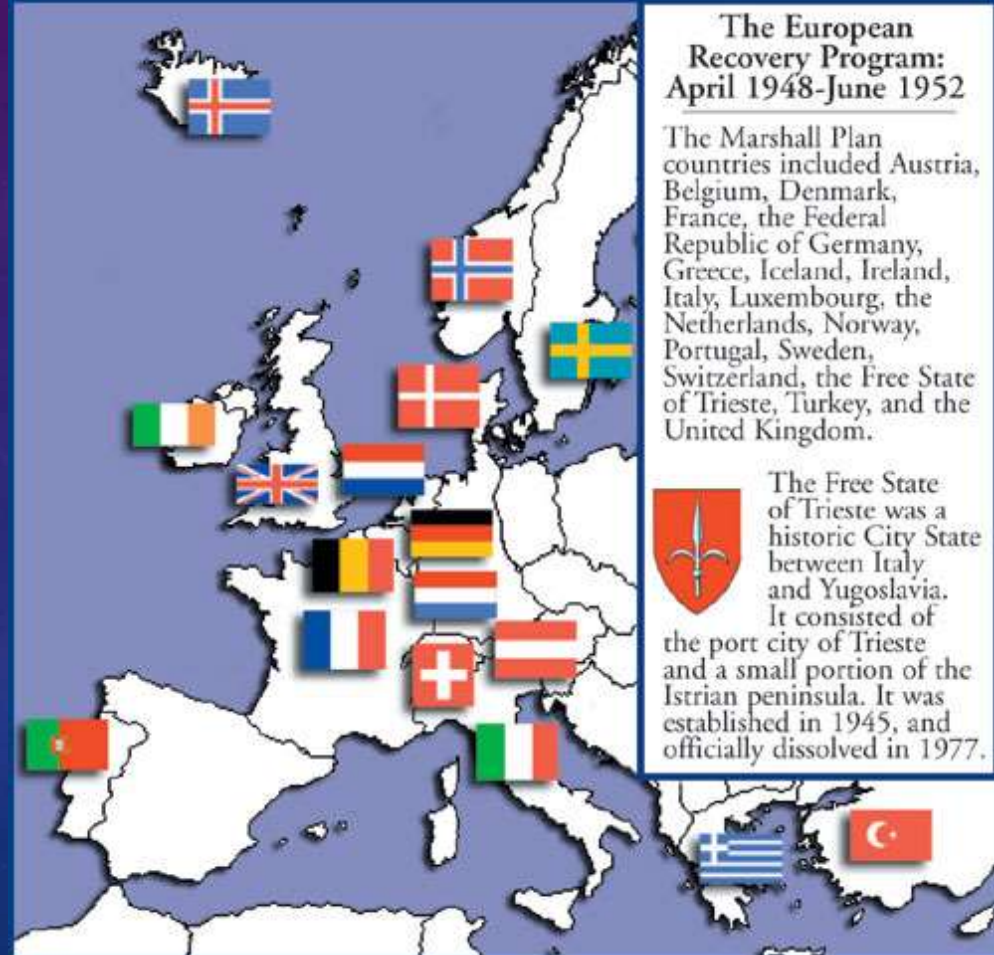 The European
Recovery Program:
April 1948-June 1952
The Marshall Plan
countries included Austria,
Belgium, Denmark,
France, the Federal
Republic of Germany,
Greece, Iceland, Ireland,
Italy, Luxembourg, the
Netherlands, Norway,
Portugal, Sweden,
Switzerland, the Free State
of Trieste, Turkey, and the
United Kingdom.
The Free State
of Trieste was a
historic City State
between Italy
and Yugoslavia.
It consisted of
the port city of Trieste
and a small portion of the
Istrian peninsula. It was
established in 1945, and
officially dissolved in 1977.